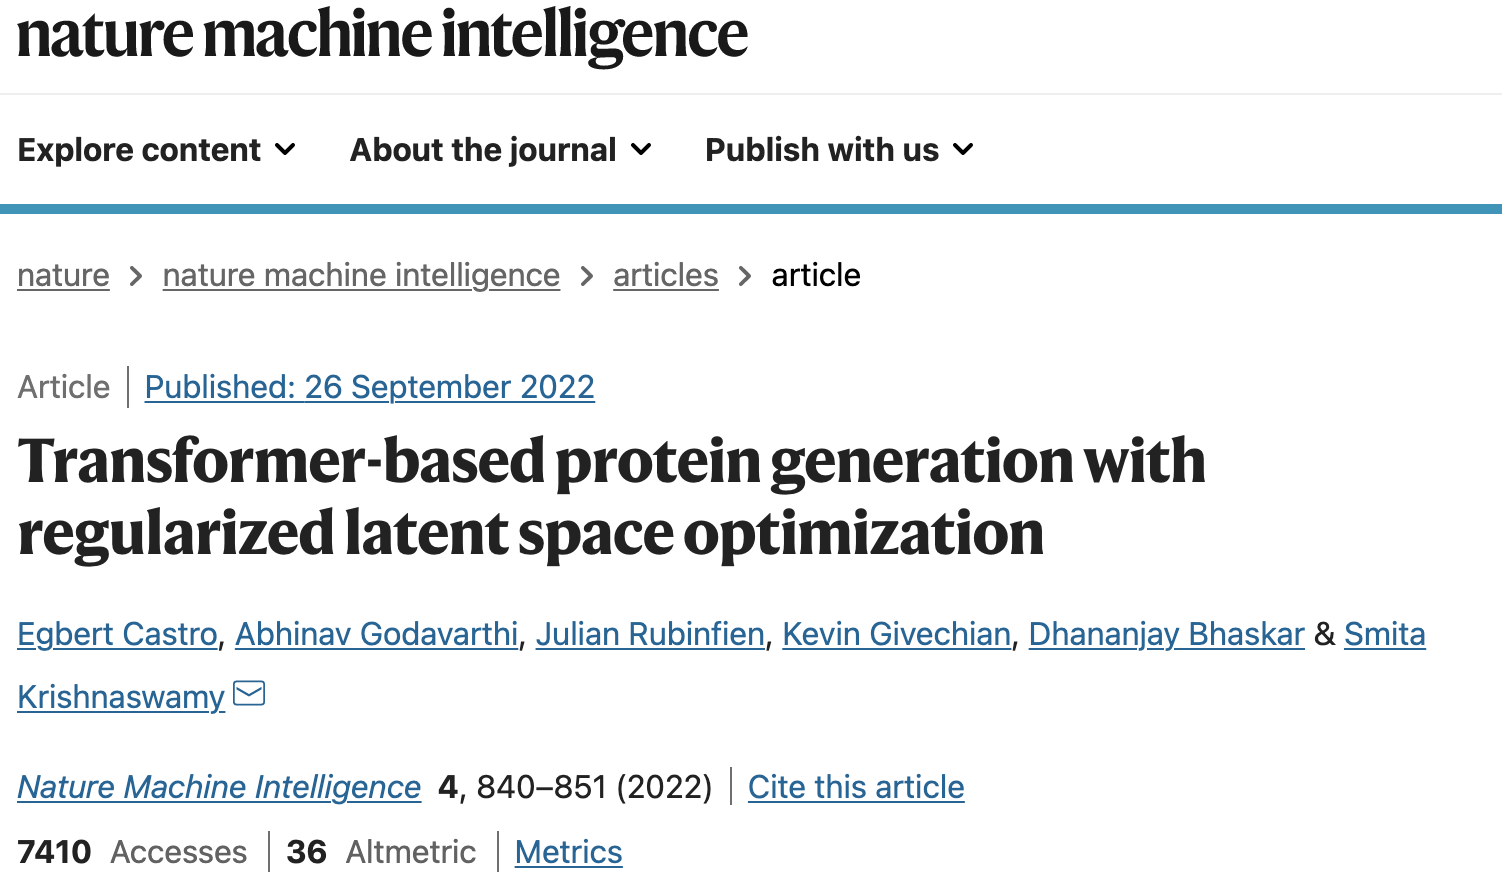 nature machine intelligence
Explore content About the journal Publish with us
nature > nature machine intelligence > articles > article
Article | Published: 26 September 2022
Transformer-based protein generation with
regularized latent space optimization
Egbert Castro, Abhinav Godavarthi, Julian Rubinfien, Kevin Givechian, Dhananjay Bhaskar & Smita
Krishnaswamy
Nature Machine Intelligence 4, 840–851 (2022) | Cite this article
7410 Accesses | 36 Altmetric | Metrics